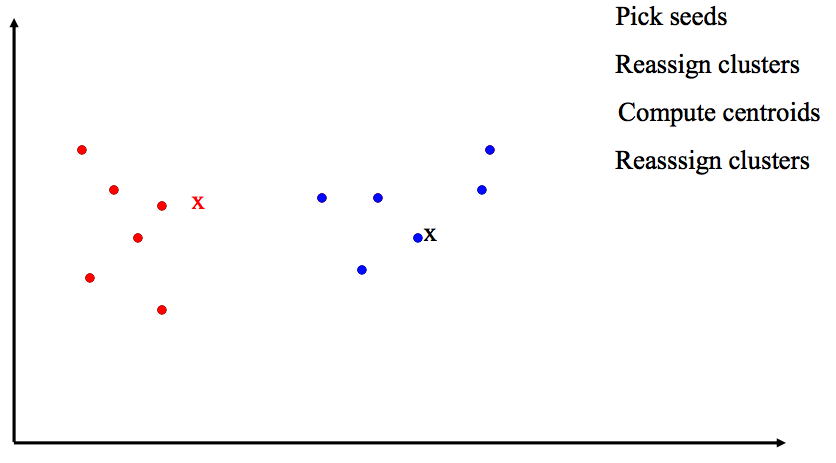 Pick seeds
Reassign clusters
Compute centroids
Reasssign clusters
x
x